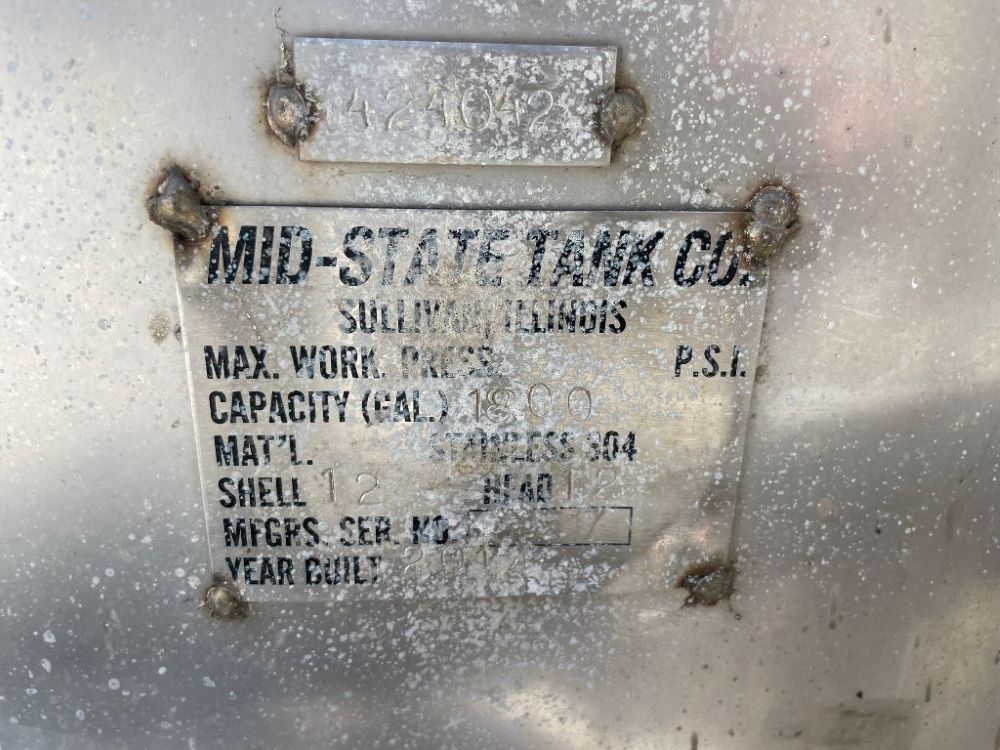 424042
MID-STATE TANK CO.
SULLIVAN, ILLINOIS
MAX. WORK. PRESS. P.S.I.
CAPACITY (GAL.) 1800
MAT'L. STAINLESS 304
SHELL 12 HEAD 12
MFGRS. SER. NO.
YEAR BUILT